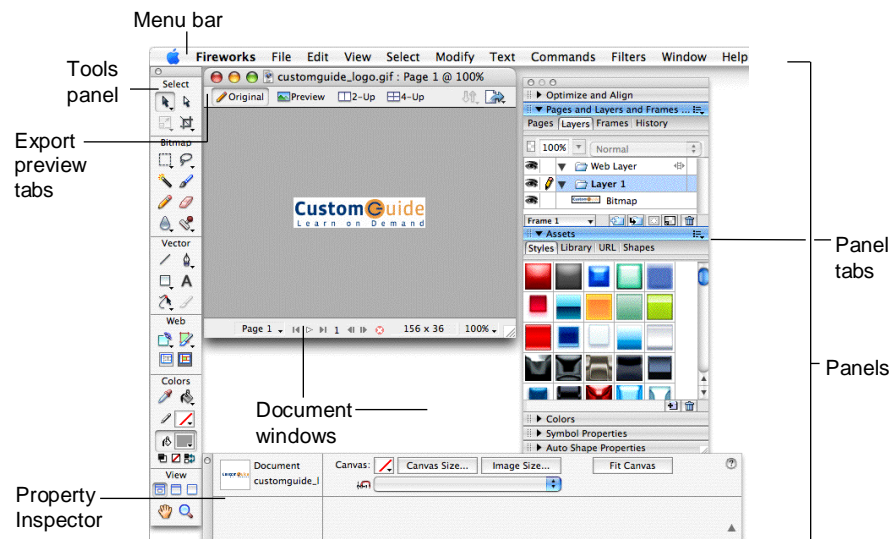 Menu bar
Fireworks File Edit View Select Modify Text Commands Filters Window Help
Tools panel
Select
customguide_logo.gif : Page 1 @ 100%
Original Preview 2-Up 4-Up
Export preview tabs
Bitmap
Vector
Web
Colors
View
CustomGuide
Learn on Demand
Page 1 1 156 x 36 100%
Document windows
Optimize and Align
Pages and Layers and Frames ...
Pages Layers Frames History
100% Normal
Web Layer
Layer 1
Bitmap
Frame 1
Assets
Styles Library URL Shapes
Colors
Symbol Properties
Auto Shape Properties
Panel tabs
Panels
Property Inspector
Document
customguide_l
Canvas: Canvas Size... Image Size... Fit Canvas